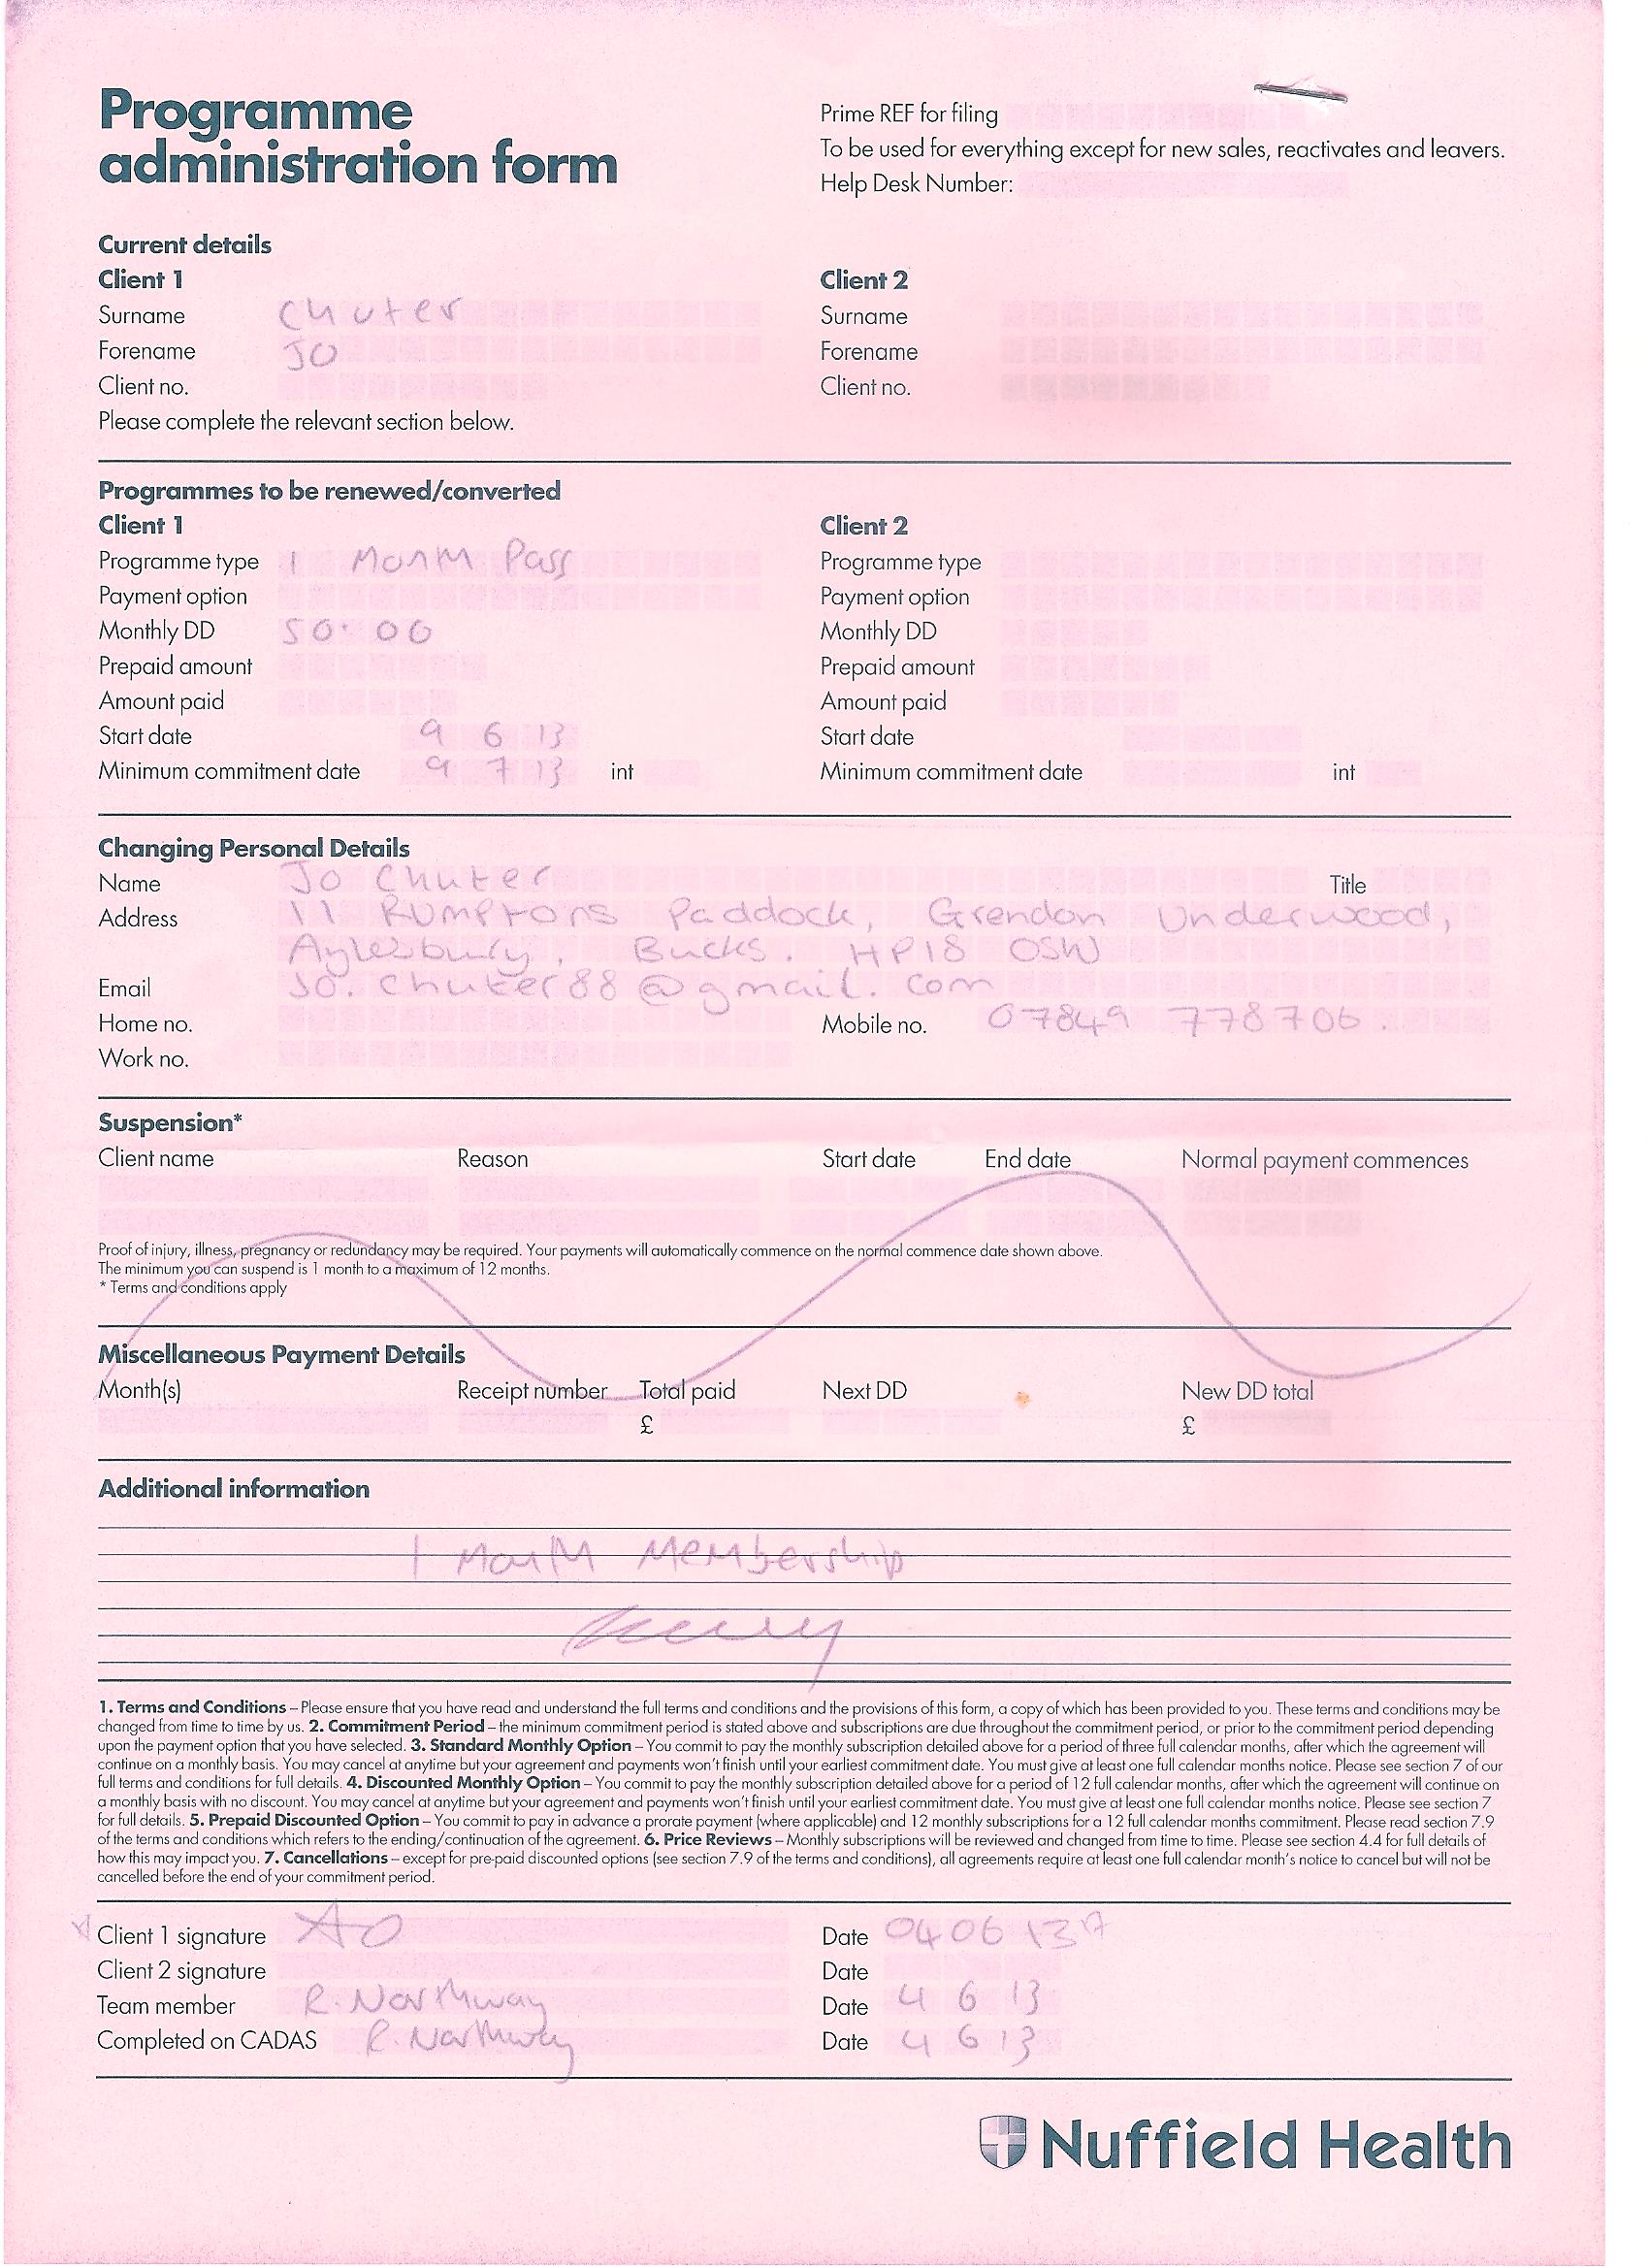 Programme
administration form
Prime REF for filing
To be used for everything except for new sales, reactivates and leavers.
Help Desk Number:
Current details
Client 1 Client 2
Surname Chuter Surname
Forename JO Forename
Client no. Client no.
Please complete the relevant section below.
Programmes to be renewed/converted
Client 1 Client 2
Programme type 1 Month Pass Programme type
Payment option Payment option
Monthly DD 50.00 Monthly DD
Prepaid amount Prepaid amount
Amount paid Amount paid
Start date 9 6 13 Start date
Minimum commitment date 9 7 13 int Minimum commitment date int
Changing Personal Details
Name Jo Chuter Title
Address 11 Rumptons Paddock, Grendon Underwood,
Aylesbury, Bucks. HP18 0SW
Email Jo.chuter88@gmail.com
Home no. Mobile no. 07849 778706.
Work no.
Suspension*
Client name Reason Start date End date Normal payment commences
Proof of injury, illness, pregnancy or redundancy may be required. Your payments will automatically commence on the normal commence date shown above.
The minimum you can suspend is 1 month to a maximum of 12 months.
* Terms and conditions apply
Miscellaneous Payment Details
Month(s) Receipt number Total paid Next DD New DD total
£ £
Additional information
1 Month Membership
1. Terms and Conditions – Please ensure that you have read and understand the full terms and conditions and the provisions of this form, a copy of which has been provided to you. These terms and conditions may be
changed from time to time by us. 2. Commitment Period – the minimum commitment period is stated above and subscriptions are due throughout the commitment period, or prior to the commitment period depending
upon the payment option that you have selected. 3. Standard Monthly Option – You commit to pay the monthly subscription detailed above for a period of three full calendar months, after which the agreement will
continue on a monthly basis. You may cancel at anytime but your agreement and payments won't finish until your earliest commitment date. You must give at least one full calendar months notice. Please see section 7 of our
full terms and conditions for full details. 4. Discounted Monthly Option – You commit to pay the monthly subscription detailed above for a period of 12 full calendar months, after which the agreement will continue on
a monthly basis with no discount. You may cancel at anytime but your agreement and payments won't finish until your earliest commitment date. You must give at least one full calendar months notice. Please see section 7
for full details. 5. Prepaid Discounted Option – You commit to pay in advance a prorate payment (where applicable) and 12 monthly subscriptions for a 12 full calendar months commitment. Please read section 7.9
of the terms and conditions which refers to the ending/continuation of the agreement. 6. Price Reviews – Monthly subscriptions will be reviewed and changed from time to time. Please see section 4.4 for full details of
how this may impact you. 7. Cancellations – except for pre-paid discounted options (see section 7.9 of the terms and conditions), all agreements require at least one full calendar month's notice to cancel but will not be
cancelled before the end of your commitment period.
Client 1 signature Date 04 06 13
Client 2 signature Date
Team member R. Northway Date 4 6 13
Completed on CADAS R. Northway Date 4 6 13
Nuffield Health